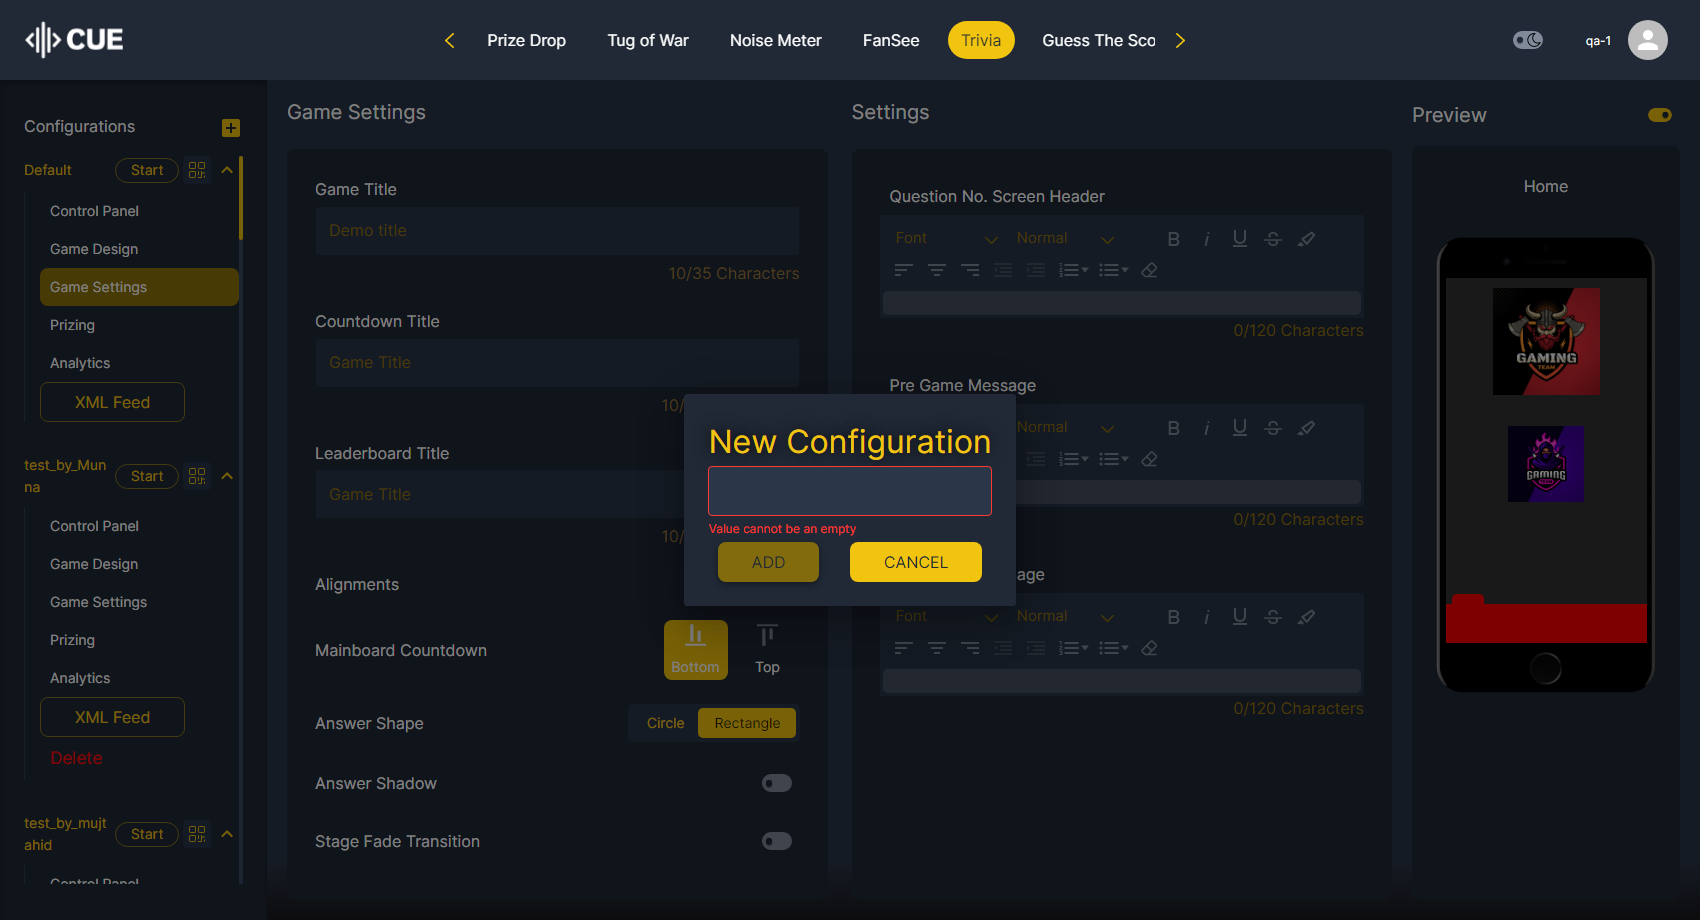 CUE
Prize Drop
Tug of War
Noise Meter
FanSee
Trivia
Guess The Sco
qa-1
Configurations
Default
Start
Control Panel
Game Design
Game Settings
Prizing
Analytics
XML Feed
test_by_Mun
na
Start
Control Panel
Game Design
Game Settings
Prizing
Analytics
XML Feed
Delete
test_by_mujt
ahid
Start
Control Panel
Game Settings
Game Title
Demo title
10/35 Characters
Countdown Title
Game Title
10/
Leaderboard Title
Game Title
10/
Alignments
Mainboard Countdown
Bottom
Top
Answer Shape
Circle
Rectangle
Answer Shadow
Stage Fade Transition
New Configuration
Value cannot be an empty
ADD
CANCEL
Settings
Question No. Screen Header
Font
Normal
0/120 Characters
Pre Game Message
Normal
0/120 Characters
age
Font
Normal
0/120 Characters
Preview
Home
GAMING
TEAM
GAMING